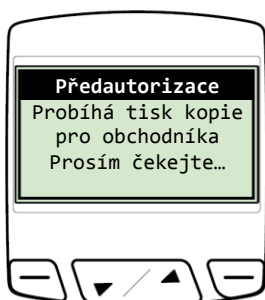 Předautorizace
Probíhá tisk kopie
pro obchodníka
Prosím čekejte…